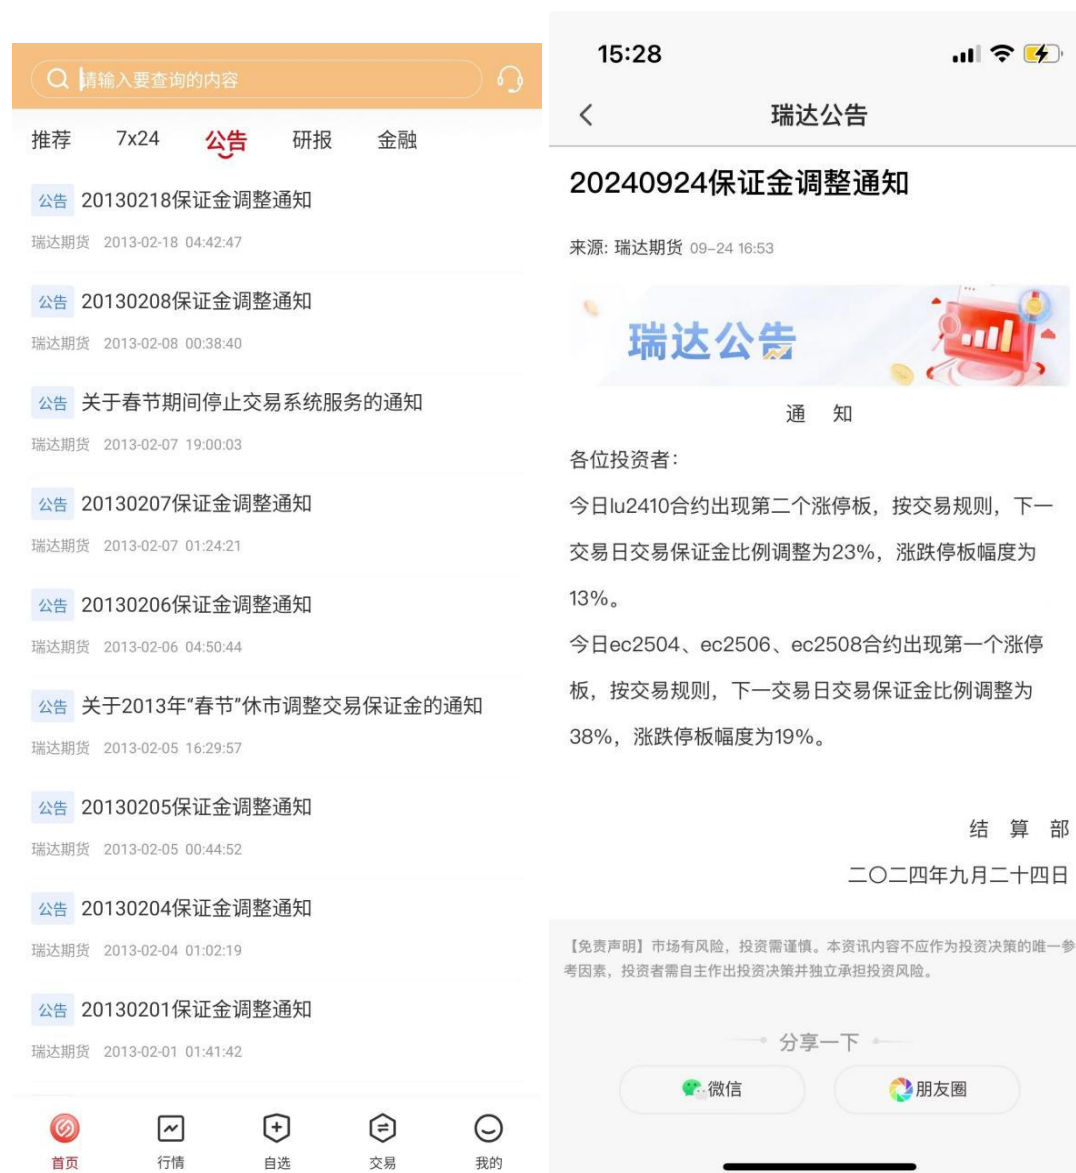 请输入要查询的内容
推荐 7x24 公告 研报 金融
公告 20130218保证金调整通知
瑞达期货 2013-02-18 04:42:47
公告 20130208保证金调整通知
瑞达期货 2013-02-08 00:38:40
公告 关于春节期间停止交易系统服务的通知
瑞达期货 2013-02-07 19:00:03
公告 20130207保证金调整通知
瑞达期货 2013-02-07 01:24:21
公告 20130206保证金调整通知
瑞达期货 2013-02-06 04:50:44
公告 关于2013年“春节”休市调整交易保证金的通知
瑞达期货 2013-02-05 16:29:57
公告 20130205保证金调整通知
瑞达期货 2013-02-05 00:44:52
公告 20130204保证金调整通知
瑞达期货 2013-02-04 01:02:19
公告 20130201保证金调整通知
瑞达期货 2013-02-01 01:41:42
首页 行情 自选 交易 我的
15:28
瑞达公告
20240924保证金调整通知
来源: 瑞达期货 09-24 16:53
瑞达公告
通 知
各位投资者：
今日lu2410合约出现第二个涨停板，按交易规则，下一
交易日交易保证金比例调整为23%，涨跌停板幅度为
13%。
今日ec2504、ec2506、ec2508合约出现第一个涨停
板，按交易规则，下一交易日交易保证金比例调整为
38%，涨跌停板幅度为19%。
结 算 部
二〇二四年九月二十四日
【免责声明】市场有风险，投资需谨慎。本资讯内容不应作为投资决策的唯一参
考因素，投资者需自主作出投资决策并独立承担投资风险。
分享一下
微信 朋友圈